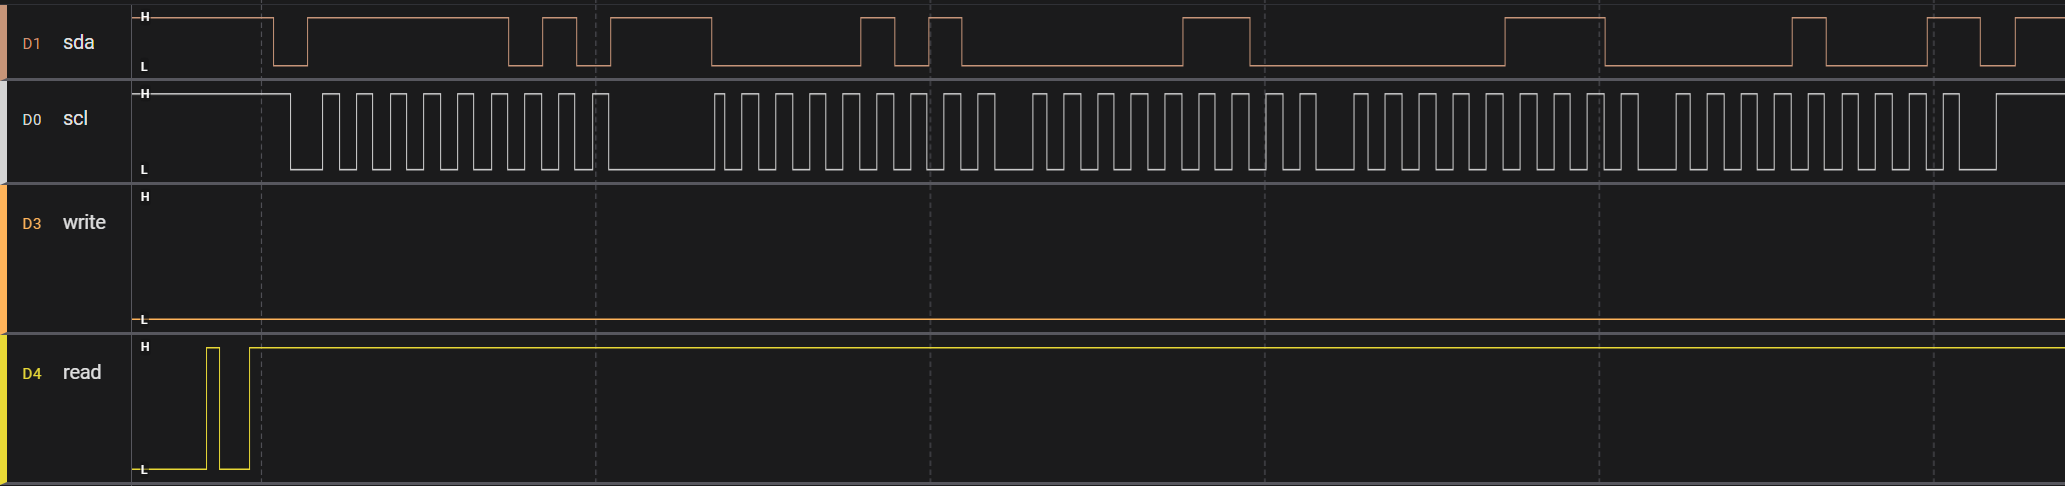 H
D1 sda
L
H
D0 scl
L
H
D3 write
L
H
D4 read
L